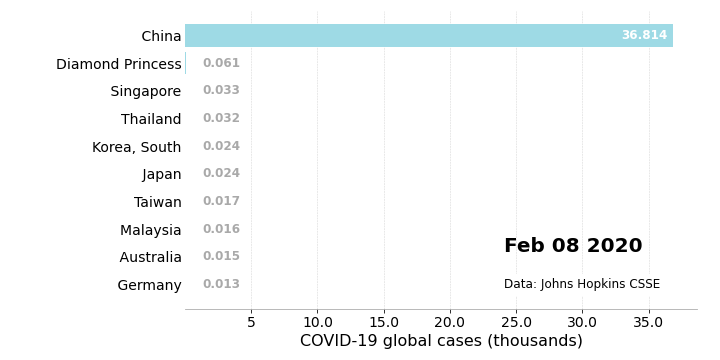 China 36.814
Diamond Princess 0.061
Singapore 0.033
Thailand 0.032
Korea, South 0.024
Japan 0.024
Taiwan 0.017
Malaysia 0.016
Australia 0.015
Germany 0.013
Feb 08 2020
Data: Johns Hopkins CSSE
5 10.0 15.0 20.0 25.0 30.0 35.0
COVID-19 global cases (thousands)